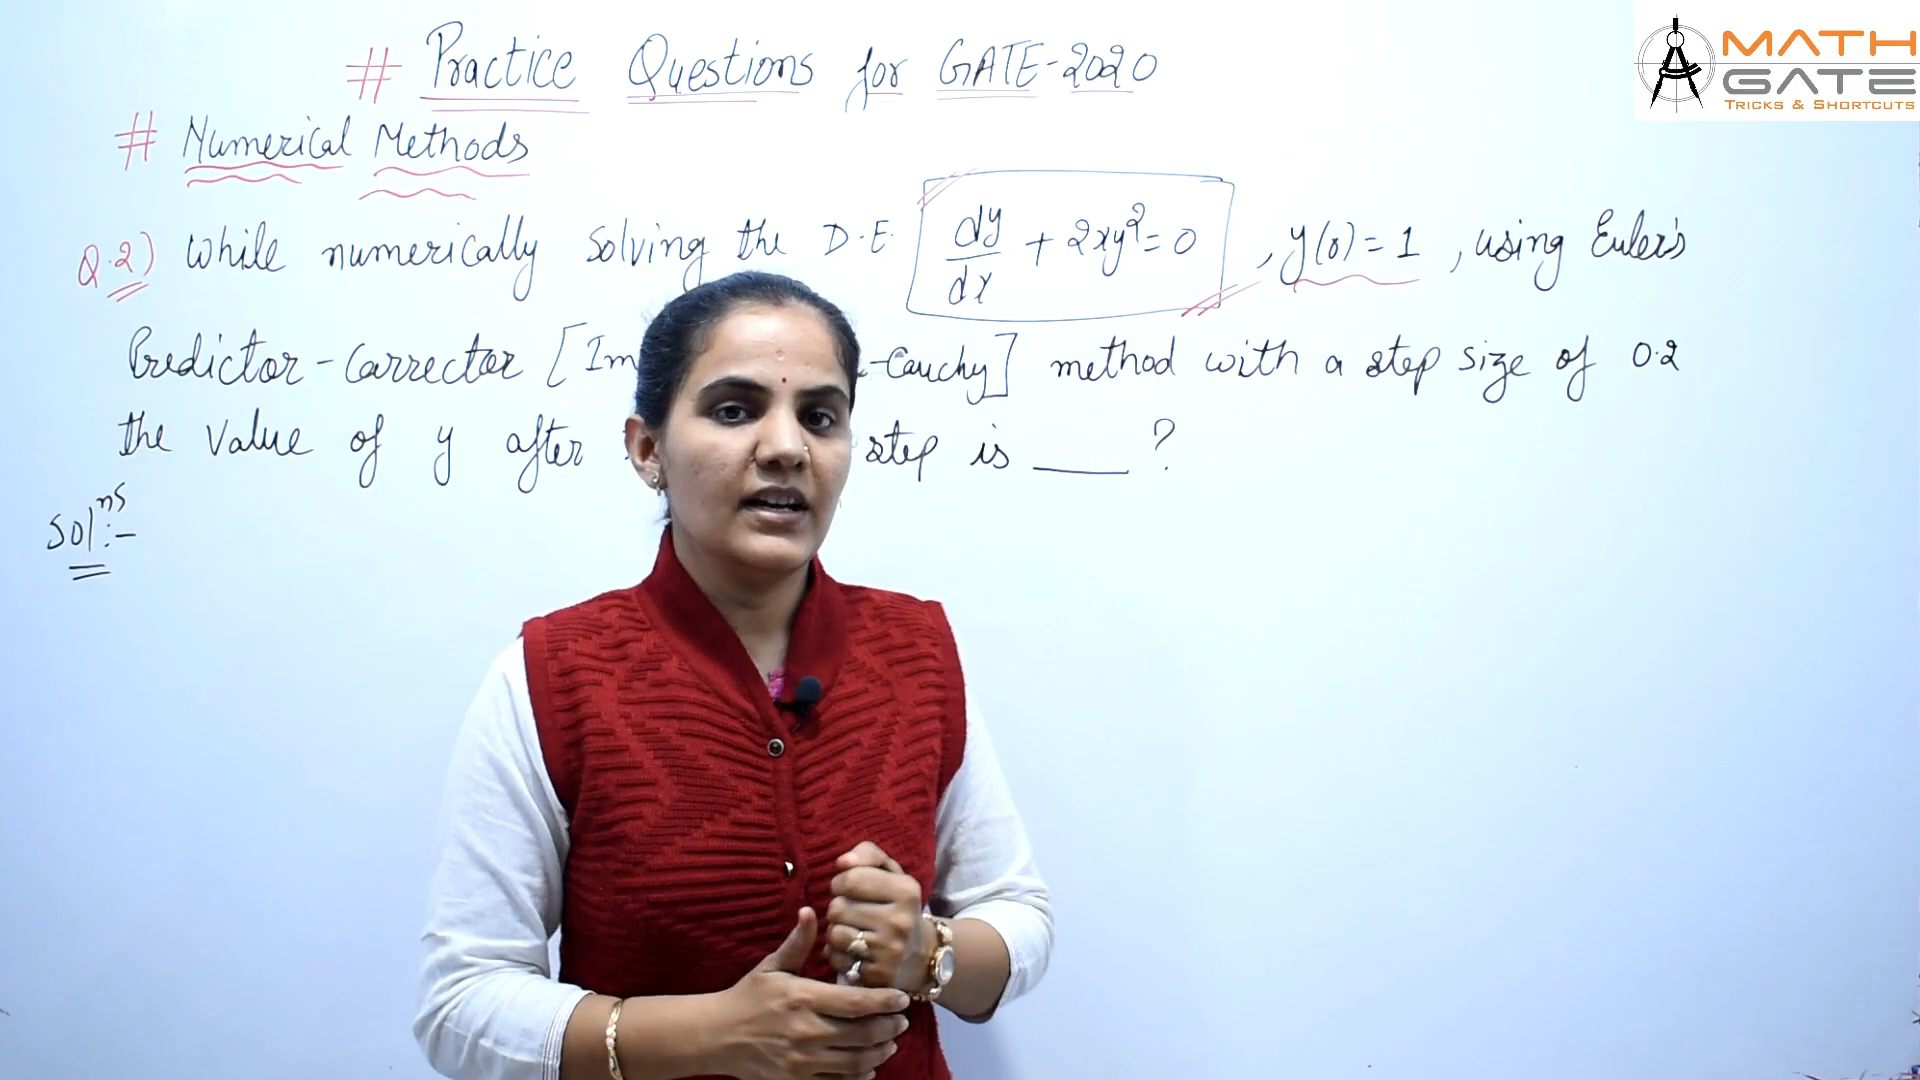 # Practice Questions for GATE-2020
MATH
GATE
TRICKS & SHORTCUTS
# Numerical Methods
Q.2) While numerically solving the D.E. dy/dx + 2xy²=0 , y(0)=1 , using Euler's
Predictor-Corrector [Im -Cauchy] method with a step size of 0.2
the value of y after step is ____ ?
Solⁿˢ:-